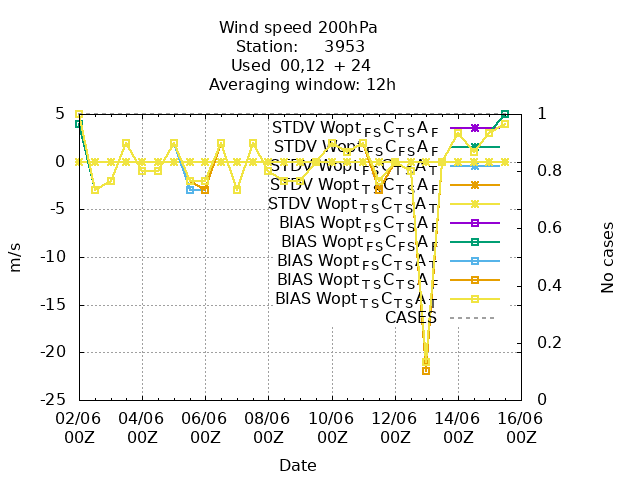 Wind speed 200hPa
Station: 3953
Used 00,12 + 24
Averaging window: 12h
5
0
-5
-10
-15
-20
-25
m/s
1
0.8
0.6
0.4
0.2
0
No cases
STDV Wopt FS C TS A F
STDV Wopt FS C FS A F
STDV Wopt FS C TS A T
STDV Wopt TS C TS A F
STDV Wopt TS C TS A T
BIAS Wopt FS C TS A F
BIAS Wopt FS C FS A F
BIAS Wopt FS C TS A T
BIAS Wopt TS C TS A F
BIAS Wopt TS C TS A T
CASES
02/06 04/06 06/06 08/06 10/06 12/06 14/06 16/06
00Z 00Z 00Z 00Z 00Z 00Z 00Z 00Z
Date